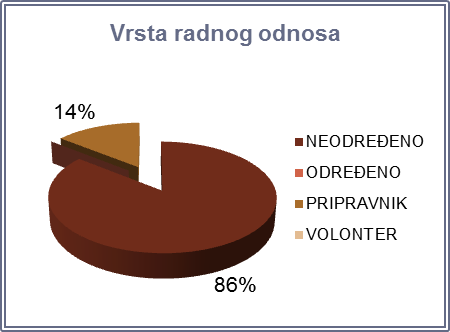 Vrsta radnog odnosa
14%
NEODREĐENO
ODREĐENO
PRIPRAVNIK
VOLONTER
86%